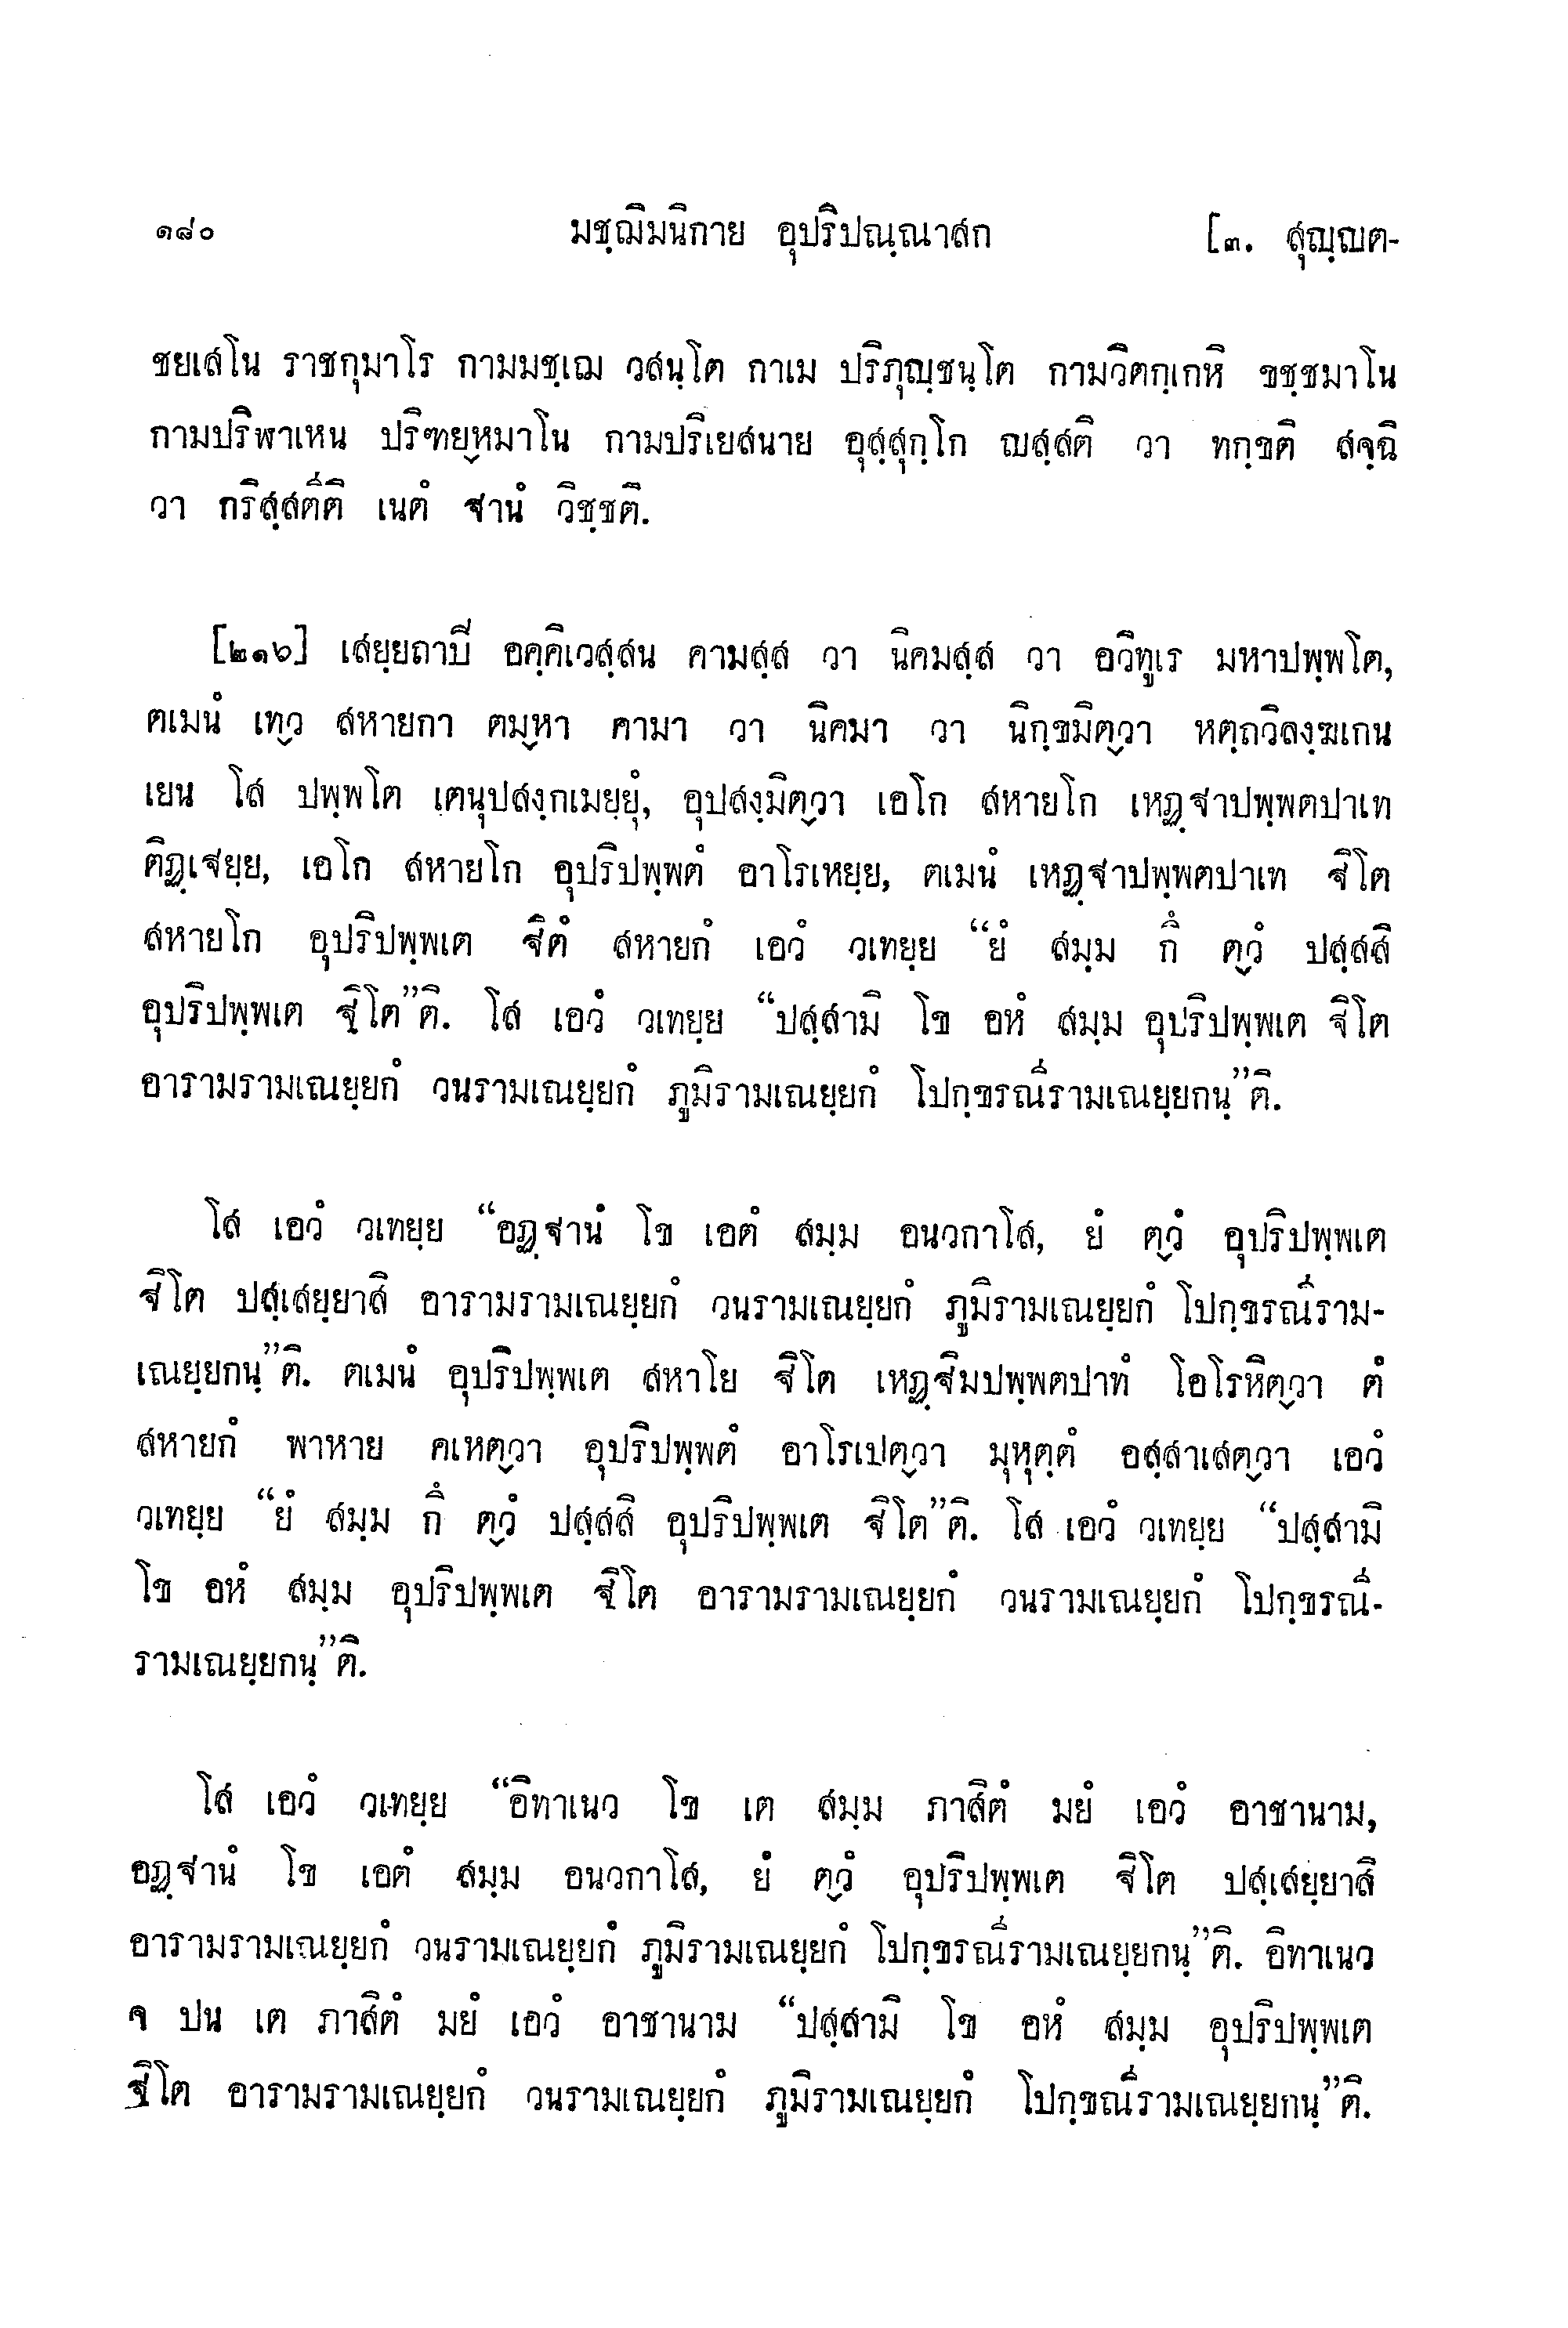 ๑๘๐ มชฺฌิมนิกาย อุปริปณฺณาสก [๓. สุญฺญต-
ชยเสโน ราชกุมาโร กามมชฺเฌ วสนฺโต กาเม ปริภุญฺชนฺโต กามวิตกฺเกหิ ขชฺชมาโน
กามปริฬาเหน ปริฑยฺหมาโน กามปริเยสนาย อุสฺสุกฺโก ญสฺสติ วา ทกฺขติ สจฺฉิ
วา กริสฺสตีติ เนตํ ฐานํ วิชฺชติ.
[๒๑๖] เสยฺยถาปี อคฺคิเวสฺสน คามสฺส วา นิคมสฺส วา อวิทูเร มหาปพฺพโต,
ตเมนํ เทฺว สหายกา ตมฺหา คามา วา นิคมา วา นิกฺขมิตฺวา หตฺถวิลงฺฆเกน
เยน โส ปพฺพโต เตนุปสงฺกเมยฺยุํ, อุปสงฺมิตฺวา เอโก สหายโก เหฏฺฐาปพฺพตปาเท
ติฏฺเฐยฺย, เอโก สหายโก อุปริปพฺพตํ อาโรเหยฺย, ตเมนํ เหฏฺฐาปพฺพตปาเท ฐิโต
สหายโก อุปริปพฺพเต ฐิตํ สหายกํ เอวํ วเทยฺย “ยํ สมฺม กึ ตฺวํ ปสฺสสิ
อุปริปพฺพเต ฐิโต”ติ. โส เอวํ วเทยฺย “ปสฺสามิ โข อหํ สมฺม อุปริปพฺพเต ฐิโต
อารามรามเณยฺยกํ วนรามเณยฺยกํ ภูมิรามเณยฺยกํ โปกฺขรณีรามเณยฺยกนฺ”ติ.
โส เอวํ วเทยฺย “อฏฺฐานํ โข เอตํ สมฺม อนวกาโส, ยํ ตฺวํ อุปริปพฺพเต
ฐิโต ปสฺเสยฺยาสิ อารามรามเณยฺยกํ วนรามเณยฺยกํ ภูมิรามเณยฺยกํ โปกฺขรณีราม-
เณยฺยกนฺ”ติ. ตเมนํ อุปริปพฺพเต สหาโย ฐิโต เหฏฺฐิมปพฺพตปาทํ โอโรหิตฺวา ตํ
สหายกํ พาหาย คเหตฺวา อุปริปพฺพตํ อาโรเปตฺวา มุหุตฺตํ อสฺสาเสตฺวา เอวํ
วเทยฺย “ยํ สมฺม กึ ตฺวํ ปสฺสสิ อุปริปพฺพเต ฐิโต”ติ. โส เอวํ วเทยฺย “ปสฺสามิ
โข อหํ สมฺม อุปริปพฺพเต ฐิโต อารามรามเณยฺยกํ วนรามเณยฺยกํ โปกฺขรณี-
รามเณยฺยกนฺ”ติ.
โส เอวํ วเทยฺย “อิทาเนว โข เต สมฺม ภาสิตํ มยํ เอวํ อาชานาม,
อฏฺฐานํ โข เอตํ สมฺม อนวกาโส, ยํ ตฺวํ อุปริปพฺพเต ฐิโต ปสฺเสยฺยาสิ
อารามรามเณยฺยกํ วนรามเณยฺยกํ ภูมิรามเณยฺยกํ โปกฺขรณีรามเณยฺยกนฺ”ติ. อิทาเนว
จ ปน เต ภาสิตํ มยํ เอวํ อาชานาม “ปสฺสามิ โข อหํ สมฺม อุปริปพฺพเต
ฐิโต อารามรามเณยฺยกํ วนรามเณยฺยกํ ภูมิรามเณยฺยกํ โปกฺขณีรามเณยฺยกนฺ”ติ.